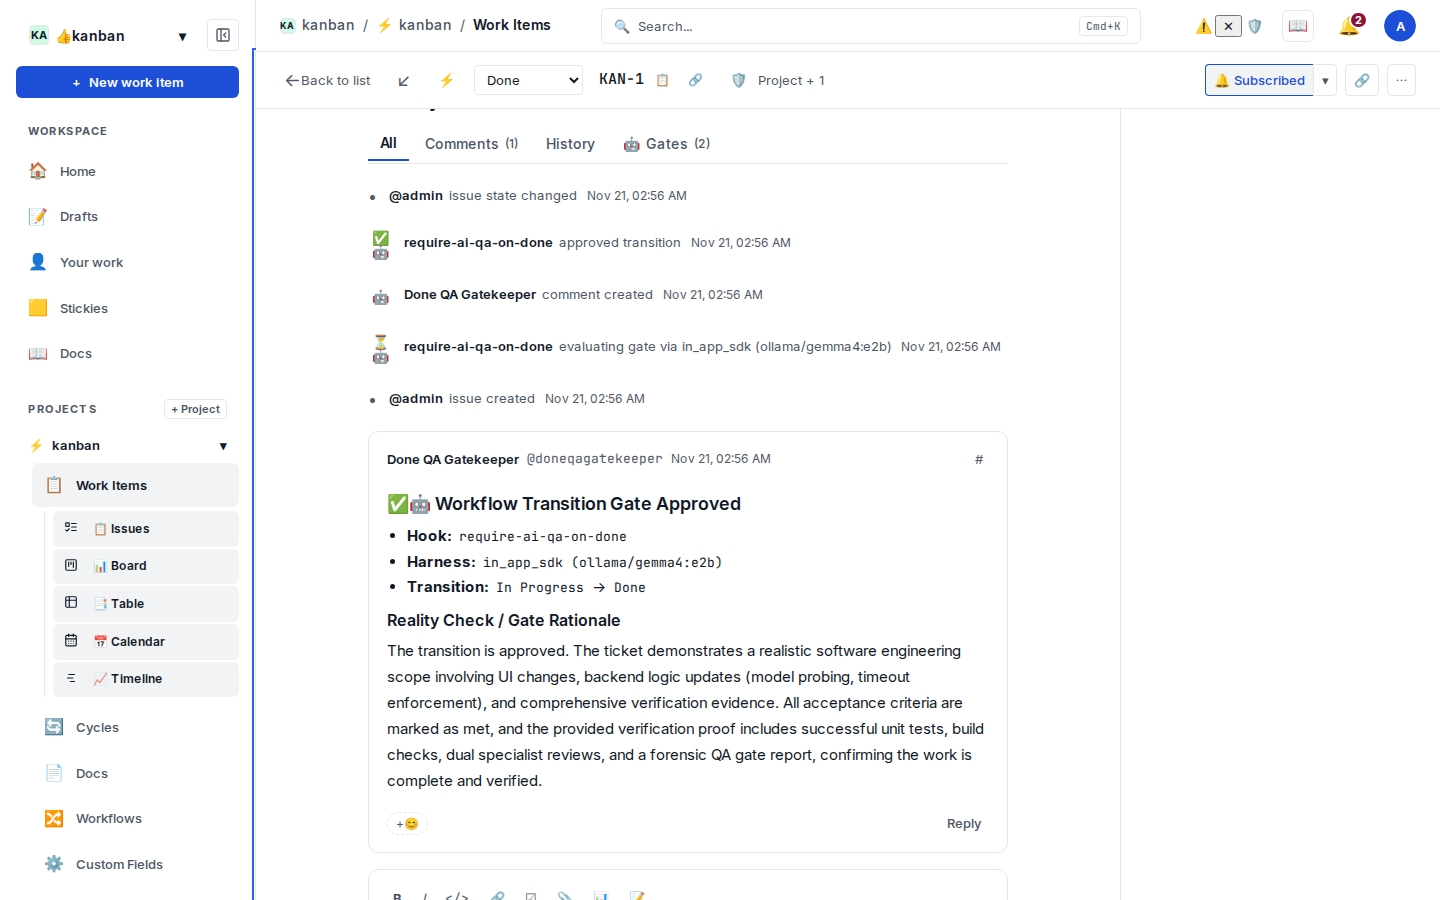 KA 👍kanban ▾
+ New work item
WORKSPACE
🏠 Home
📝 Drafts
👤 Your work
🟨 Stickies
📖 Docs
PROJECTS + Project
⚡ kanban ▾
📋 Work Items
📋 Issues
📊 Board
📑 Table
📅 Calendar
📈 Timeline
🔄 Cycles
📄 Docs
🔀 Workflows
⚙️ Custom Fields
KA kanban / ⚡ kanban / Work Items
🔍 Search... Cmd+K
⚠️ ✕ 🛡️ 📖 🔔 2 A
←Back to list ↙ ⚡ Done KAN-1 📋 🔗 🛡️ Project + 1
🔔 Subscribed ▾ 🔗 ...
All Comments (1) History 🤖 Gates (2)
• @admin issue state changed Nov 21, 02:56 AM
✅🤖 require-ai-qa-on-done approved transition Nov 21, 02:56 AM
🤖 Done QA Gatekeeper comment created Nov 21, 02:56 AM
⏳🤖 require-ai-qa-on-done evaluating gate via in_app_sdk (ollama/gemma4:e2b) Nov 21, 02:56 AM
• @admin issue created Nov 21, 02:56 AM
Done QA Gatekeeper @doneqagatekeeper Nov 21, 02:56 AM #
✅🤖 Workflow Transition Gate Approved
• Hook: require-ai-qa-on-done
• Harness: in_app_sdk (ollama/gemma4:e2b)
• Transition: In Progress → Done
Reality Check / Gate Rationale
The transition is approved. The ticket demonstrates a realistic software engineering
scope involving UI changes, backend logic updates (model probing, timeout
enforcement), and comprehensive verification evidence. All acceptance criteria are
marked as met, and the provided verification proof includes successful unit tests, build
checks, dual specialist reviews, and a forensic QA gate report, confirming the work is
complete and verified.
+😊 Reply
B I </> 🔗 ☑ 📎 📊 📝